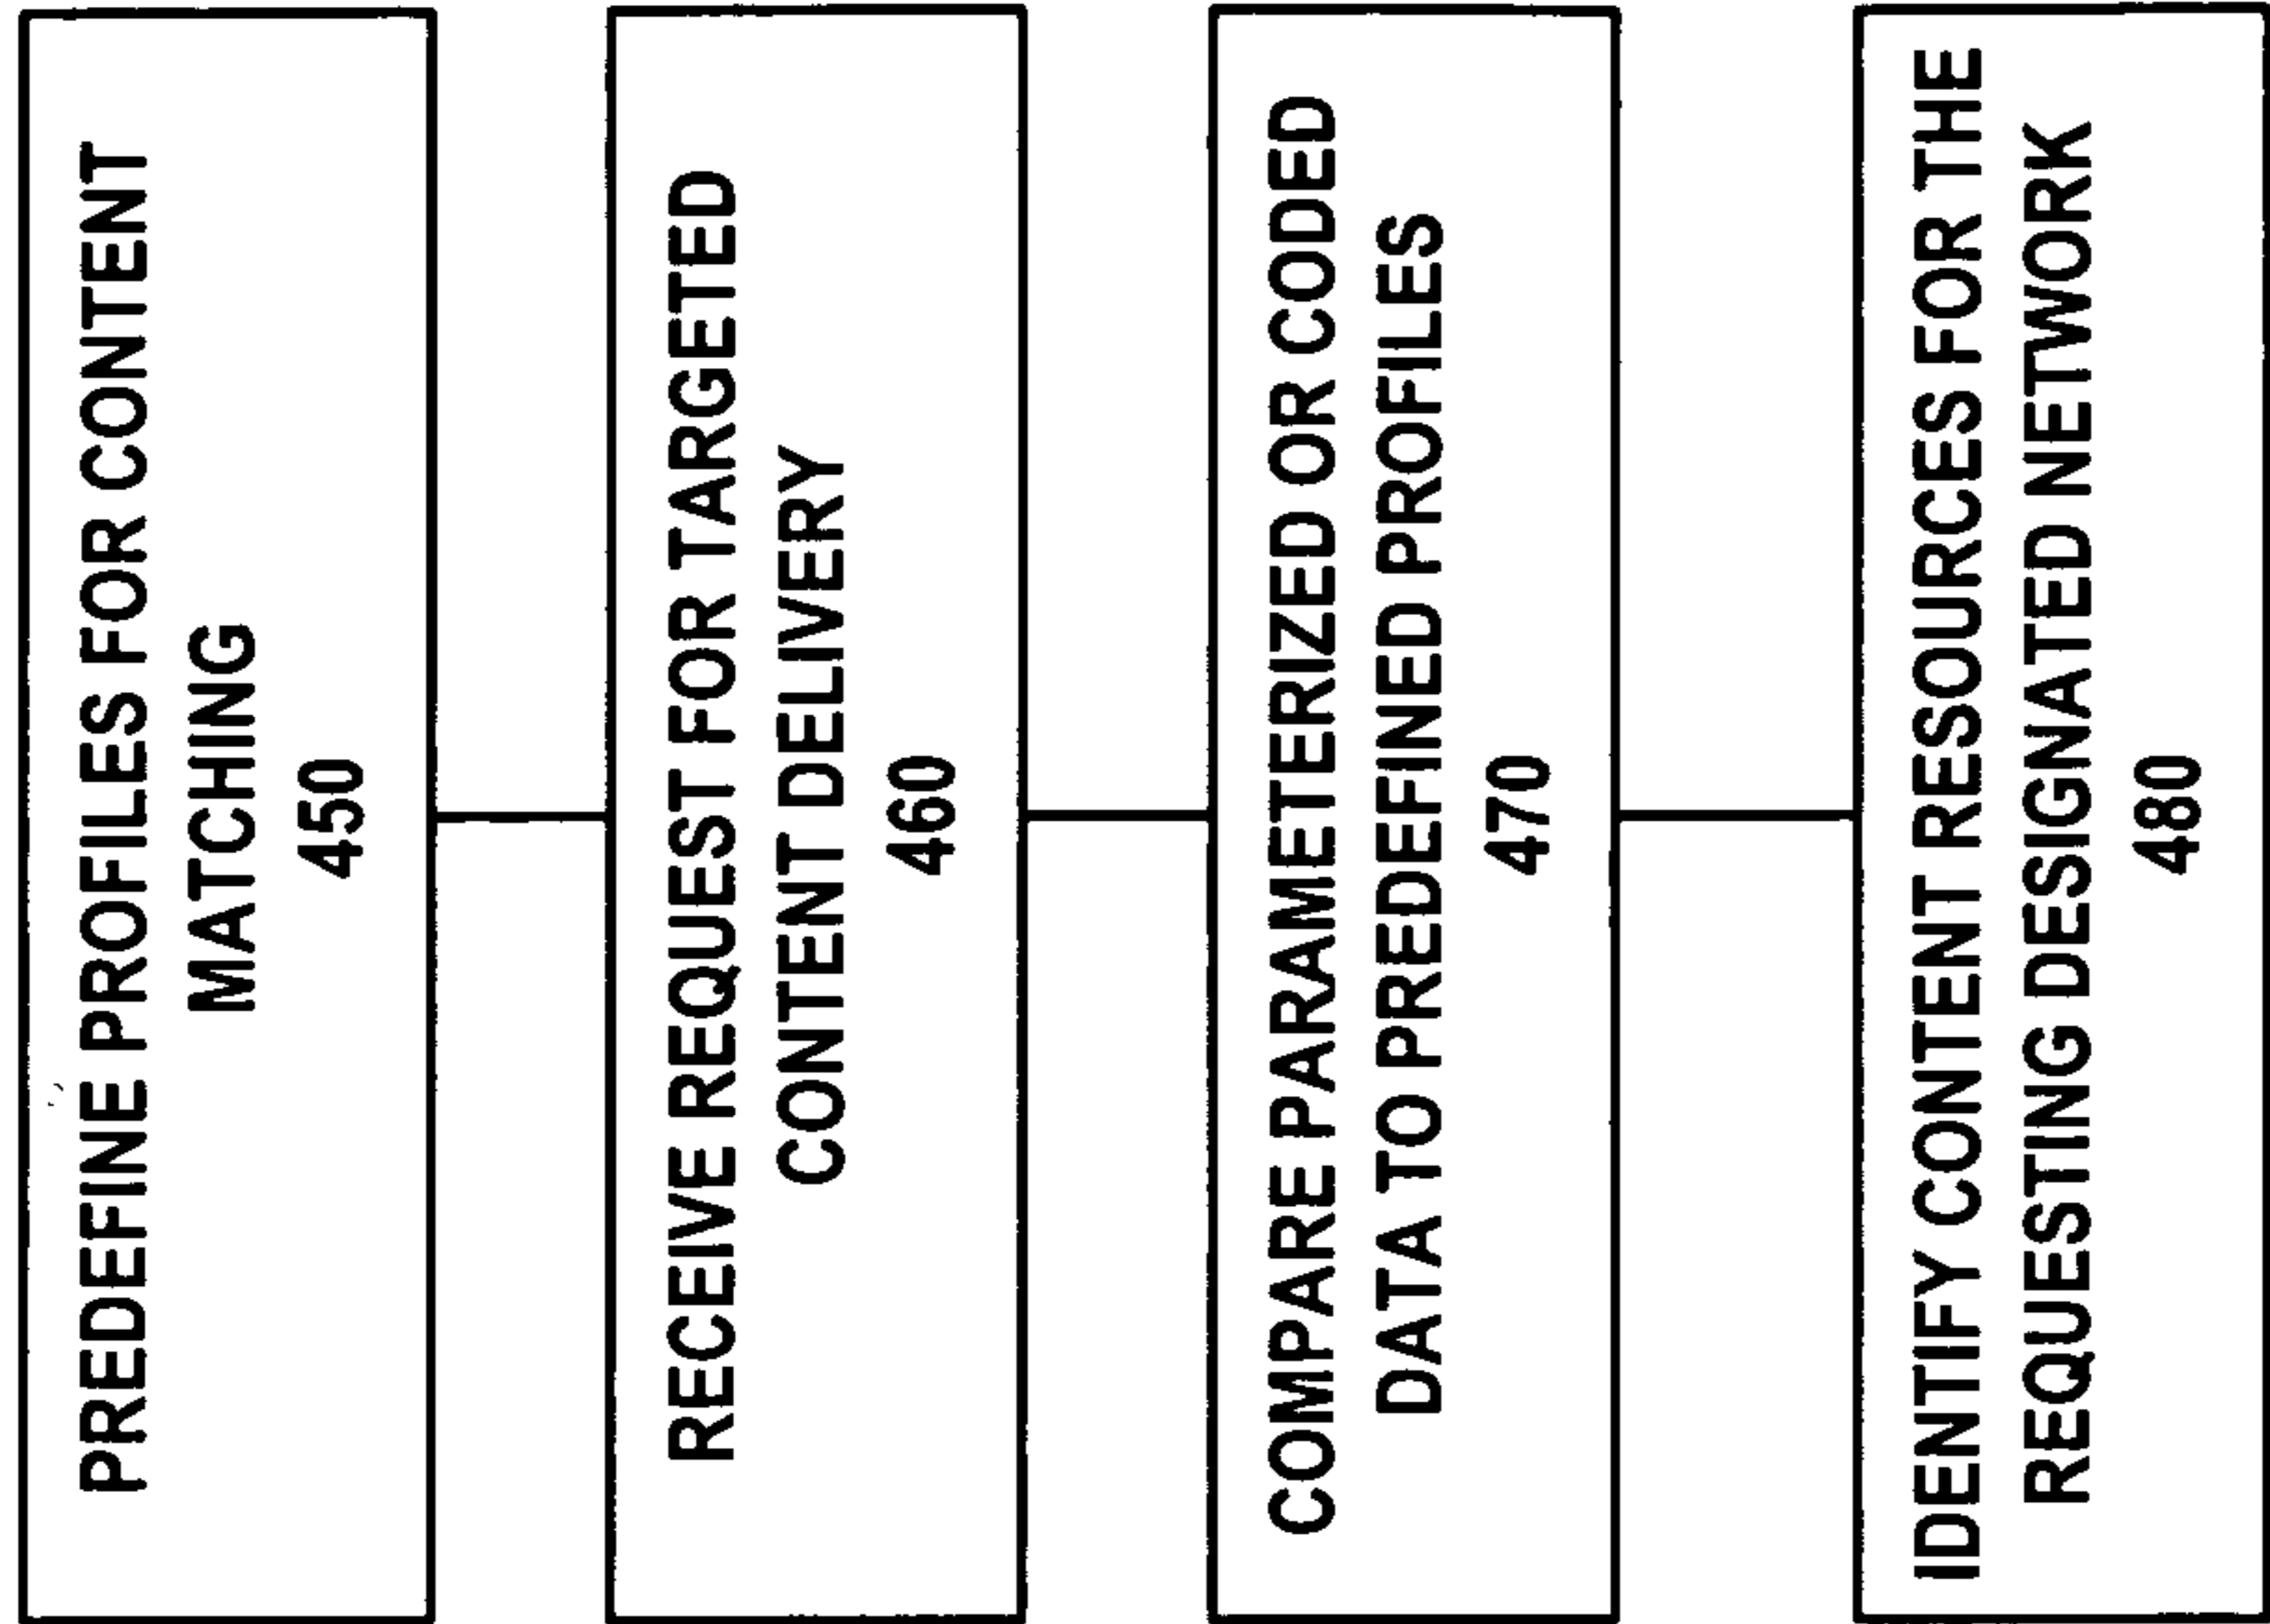 PREDEFINE PROFILES FOR CONTENT
MATCHING
450
RECEIVE REQUEST FOR TARGETED
CONTENT DELIVERY
460
COMPARE PARAMETERIZED OR CODED
DATA TO PREDEFINED PROFILES
470
IDENTIFY CONTENT RESOURCES FOR THE
REQUESTING DESIGNATED NETWORK
480